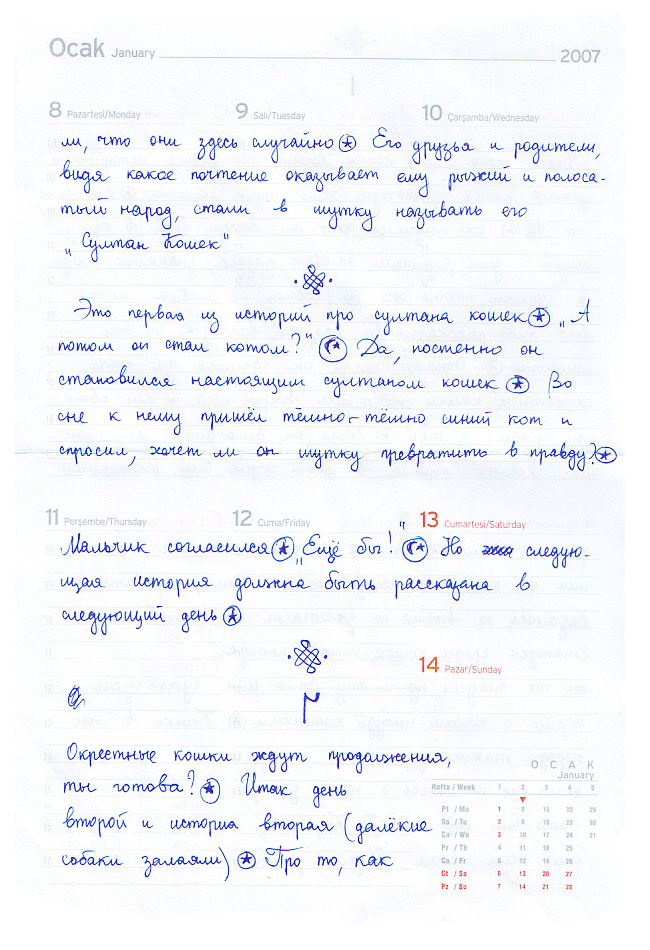 Ocak January 2007
8 Pazartesi/Monday 9 Salı/Tuesday 10 Çarşamba/Wednesday
ли, что они здесь случайно Его друзья и родители,
видя какое почтение оказывает ему рыжий и полоса-
тый народ, стали в шутку называть его
„Султан Кошек"
Это первая из историй про султана кошек „А
потом он стал котом?" Да, постенно он
становился настоящим султаном кошек Во
сне к нему пришёл тёмно-тёмно синий кот и
спросил, хочет ли он шутку превратить в правду?
11 Perşembe/Thursday 12 Cuma/Friday 13 Cumartesi/Saturday
Мальчик согласился „Ещё бы!" Но следую-
щая история должна быть рассказана в
следующий день
14 Pazar/Sunday
Окрестные кошки ждут продолжения,
ты готова? Итак день
второй и история вторая (далёкие
собаки залаяли) Про то, как
O C A K
January
Hafta / Week 1 2 3 4 5
Pt / Mo 1 8 15 22 29
Sa / Tu 2 9 16 23 30
Ça / We 3 10 17 24 31
Pr / Th 4 11 18 25
Cu / Fr 5 12 19 26
Ct / Sa 6 13 20 27
Pz / Su 7 14 21 28